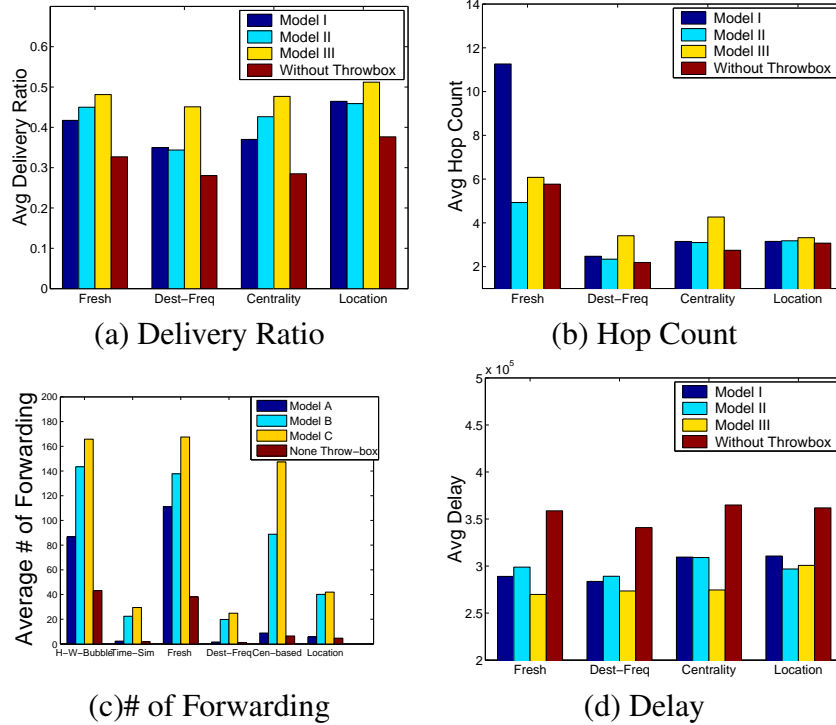 Model I
Model II
Model III
Without Throwbox
Avg Delivery Ratio
0.6
0.5
0.4
0.3
0.2
0.1
0
Fresh Dest-Freq Centrality Location
(a) Delivery Ratio
Model I
Model II
Model III
Without Throwbox
Avg Hop Count
14
12
10
8
6
4
2
Fresh Dest-Freq Centrality Location
(b) Hop Count
Model A
Model B
Model C
None Throw-box
Average # of Forwarding
200
180
160
140
120
100
80
60
40
20
0
H-W-Bubble Time-Sim Fresh Dest-Freq Cen-based Location
(c)# of Forwarding
x 10^5
Model I
Model II
Model III
Without Throwbox
Avg Delay
5
4.5
4
3.5
3
2.5
2
Fresh Dest-Freq Centrality Location
(d) Delay